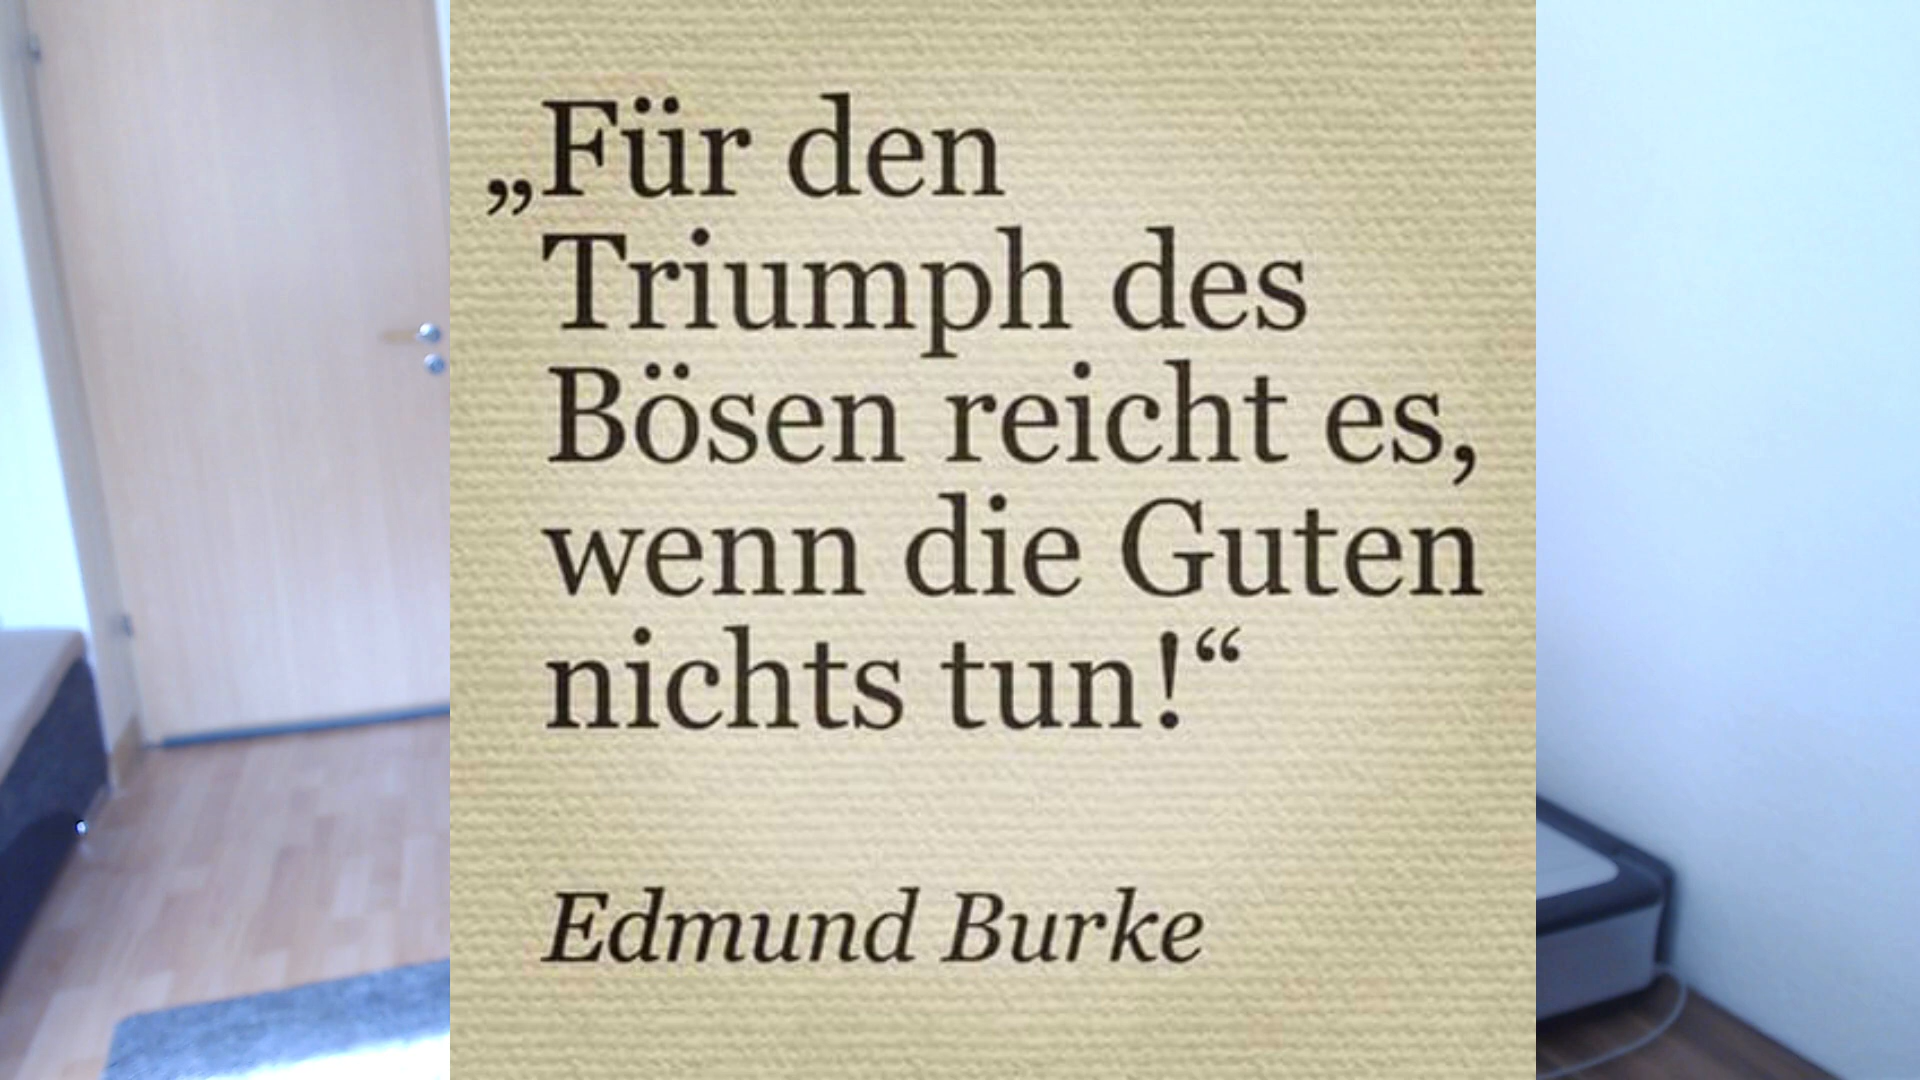 „Für den
Triumph des
Bösen reicht es,
wenn die Guten
nichts tun!“
Edmund Burke